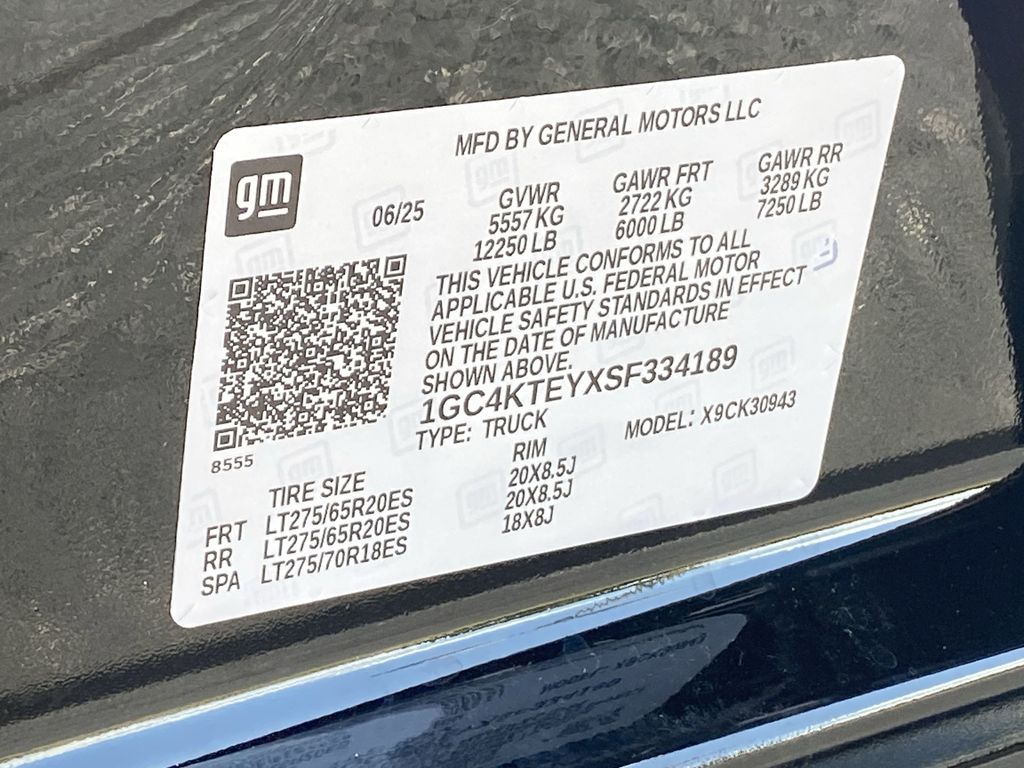 MFD BY GENERAL MOTORS LLC
gm
06/25
GVWR GAWR FRT GAWR RR
5557 KG 2722 KG 3289 KG
12250 LB 6000 LB 7250 LB
THIS VEHICLE CONFORMS TO ALL
APPLICABLE U.S. FEDERAL MOTOR
VEHICLE SAFETY STANDARDS IN EFFECT
ON THE DATE OF MANUFACTURE
SHOWN ABOVE.
1GC4KTEYXSF334189
TYPE: TRUCK MODEL: X9CK30943
8555
TIRE SIZE RIM
FRT LT275/65R20ES 20X8.5J
RR LT275/65R20ES 20X8.5J
SPA LT275/70R18ES 18X8J